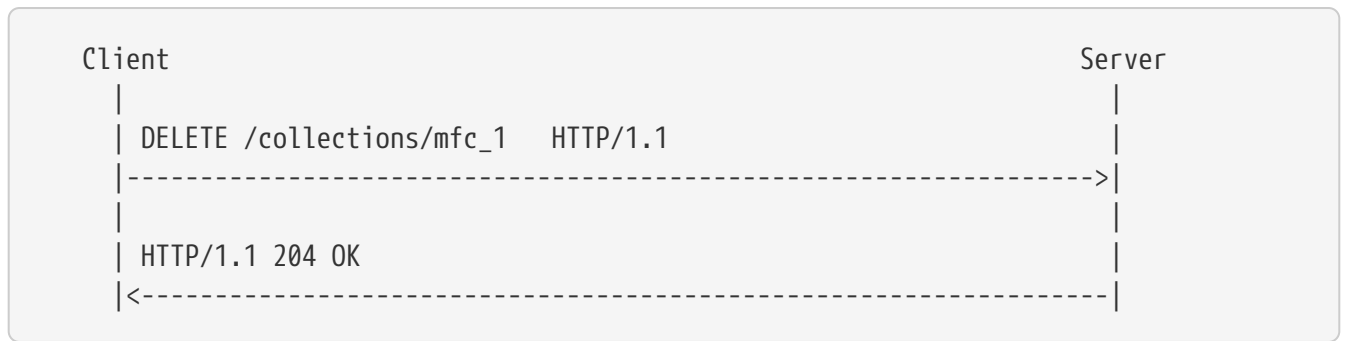 Client Server
DELETE /collections/mfc_1 HTTP/1.1
HTTP/1.1 204 OK